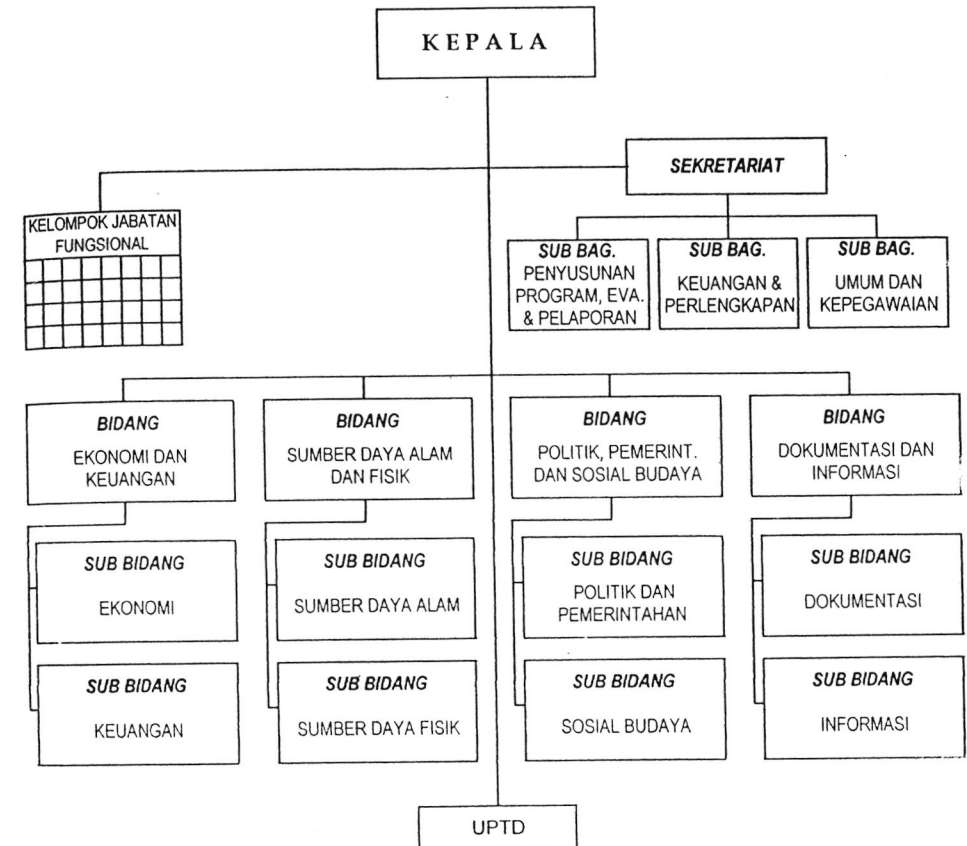 KEPALA
SEKRETARIAT
KELOMPOK JABATAN
FUNGSIONAL
SUB BAG.
PENYUSUNAN
PROGRAM, EVA.
& PELAPORAN
SUB BAG.
KEUANGAN &
PERLENGKAPAN
SUB BAG.
UMUM DAN
KEPEGAWAIAN
BIDANG
EKONOMI DAN
KEUANGAN
BIDANG
SUMBER DAYA ALAM
DAN FISIK
BIDANG
POLITIK, PEMERINT.
DAN SOSIAL BUDAYA
BIDANG
DOKUMENTASI DAN
INFORMASI
SUB BIDANG
EKONOMI
SUB BIDANG
SUMBER DAYA ALAM
SUB BIDANG
POLITIK DAN
PEMERINTAHAN
SUB BIDANG
DOKUMENTASI
SUB BIDANG
KEUANGAN
SUB BIDANG
SUMBER DAYA FISIK
SUB BIDANG
SOSIAL BUDAYA
SUB BIDANG
INFORMASI
UPTD